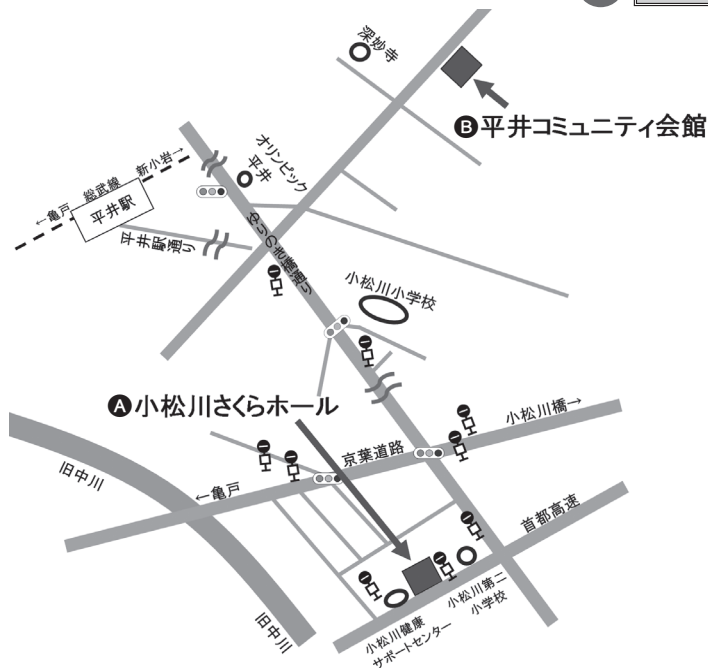 深妙寺
Ⓑ平井コミュニティ会館
オリンピック
平井
新小岩→
総武線
←亀戸
平井駅
平井駅通り
ゆりのき橋通り
小松川小学校
Ⓐ小松川さくらホール
小松川橋→
京葉道路
←亀戸
旧中川
首都高速
小松川第二
小学校
小松川健康
サポートセンター
旧中川